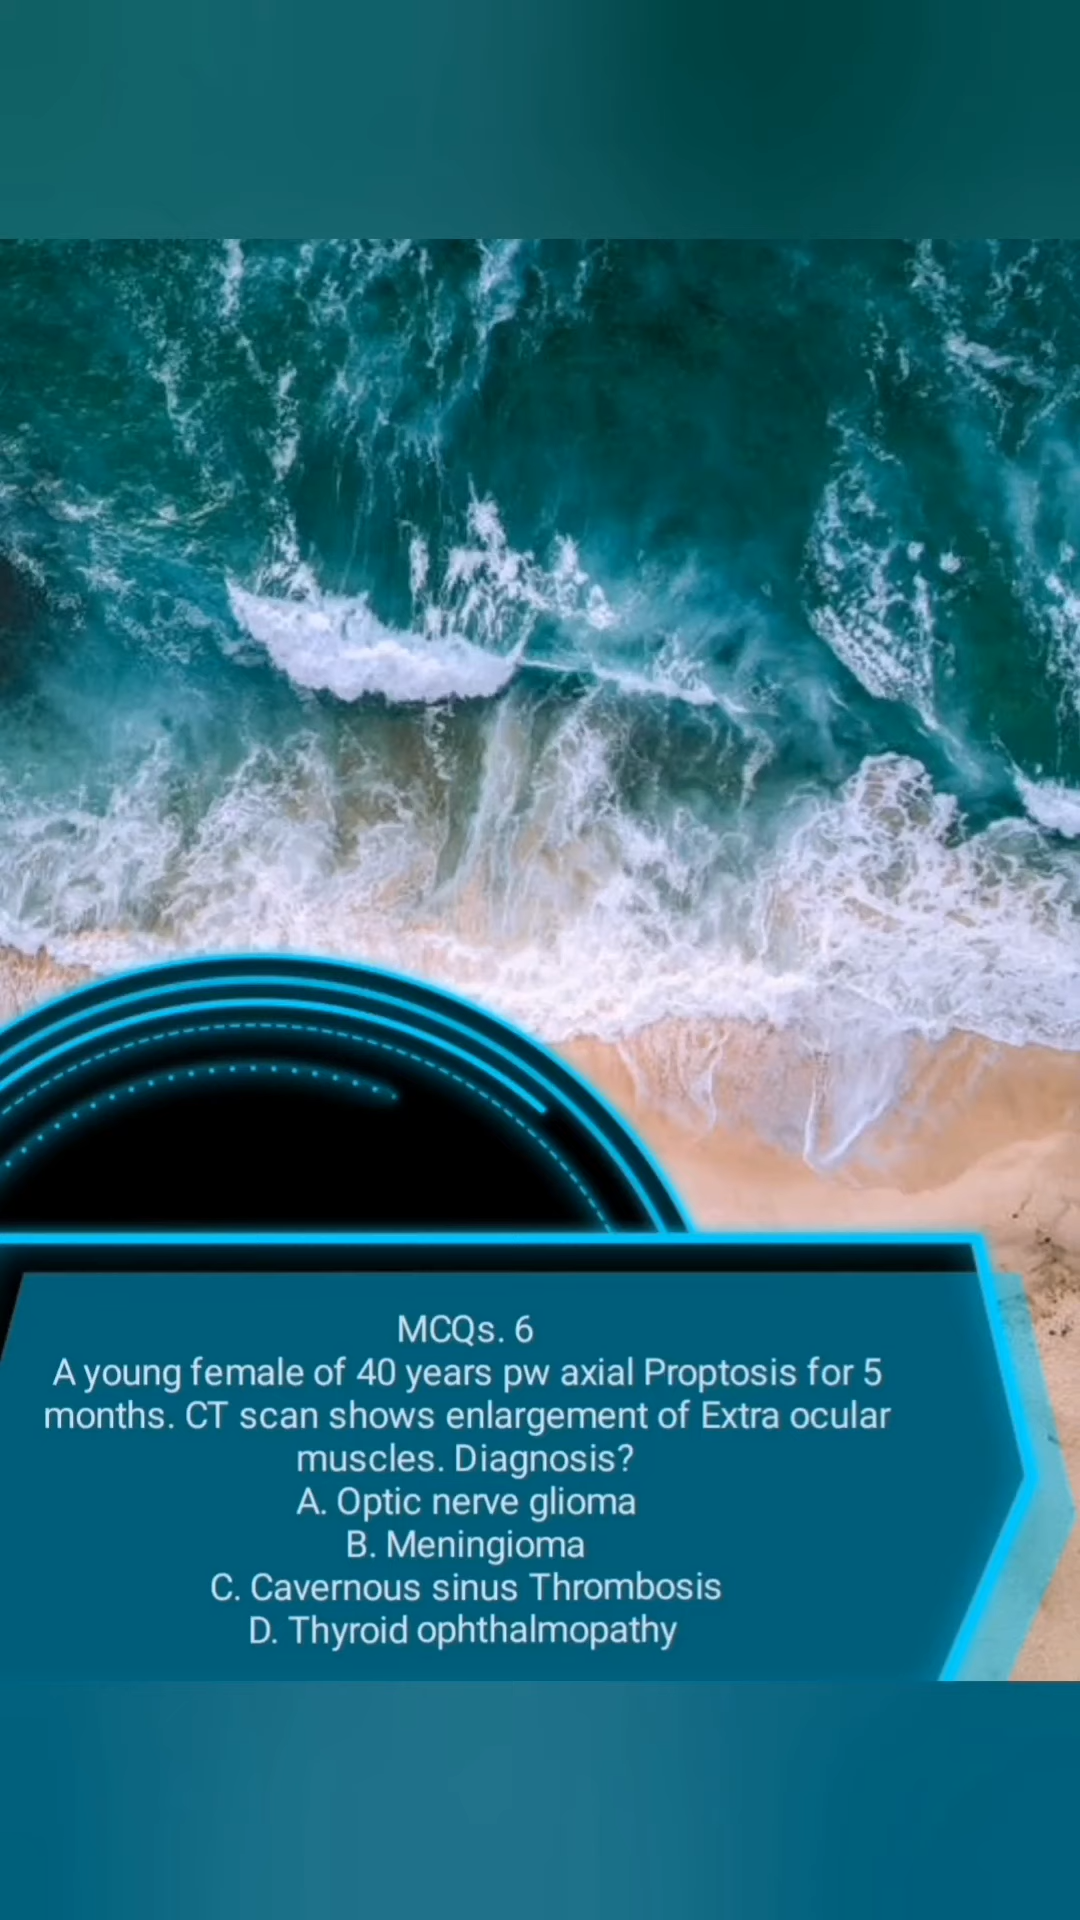 MCQs. 6
A young female of 40 years pw axial Proptosis for 5
months. CT scan shows enlargement of Extra ocular
muscles. Diagnosis?
A. Optic nerve glioma
B. Meningioma
C. Cavernous sinus Thrombosis
D. Thyroid ophthalmopathy